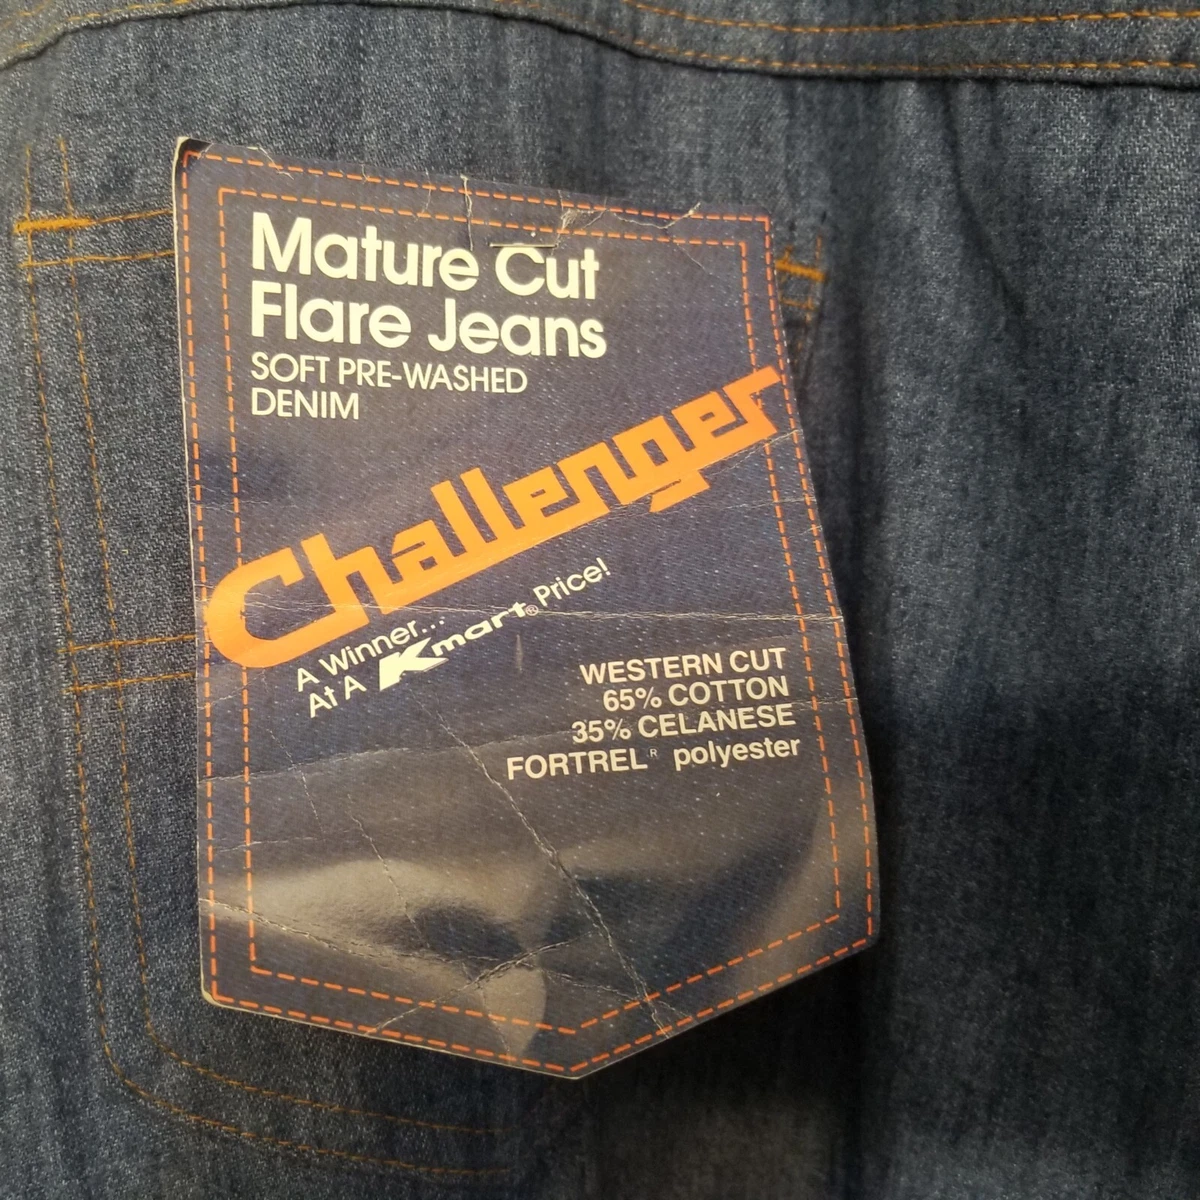 Mature Cut
Flare Jeans
SOFT PRE-WASHED
DENIM
Challenger
A Winner...
At A Kmart® Price!
WESTERN CUT
65% COTTON
35% CELANESE
FORTREL® polyester